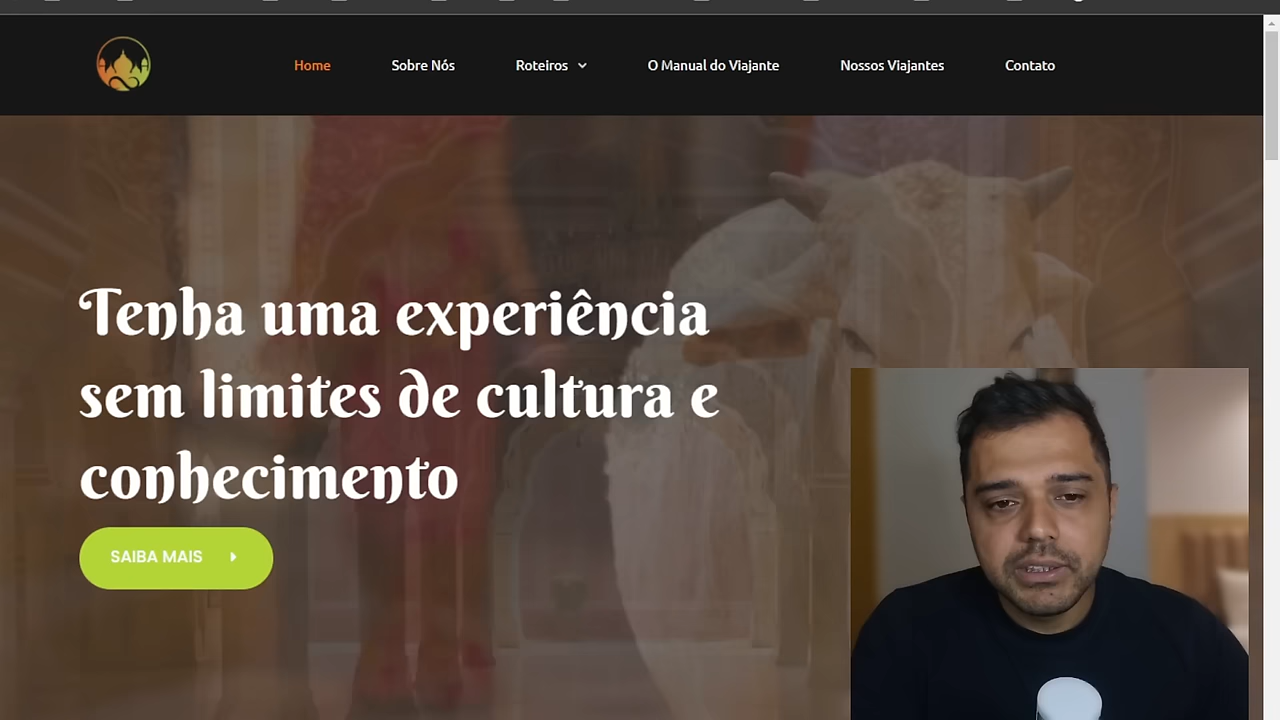 Home
Sobre Nós
Roteiros
O Manual do Viajante
Nossos Viajantes
Contato
Tenha uma experiência
sem limites de cultura e
conhecimento
SAIBA MAIS